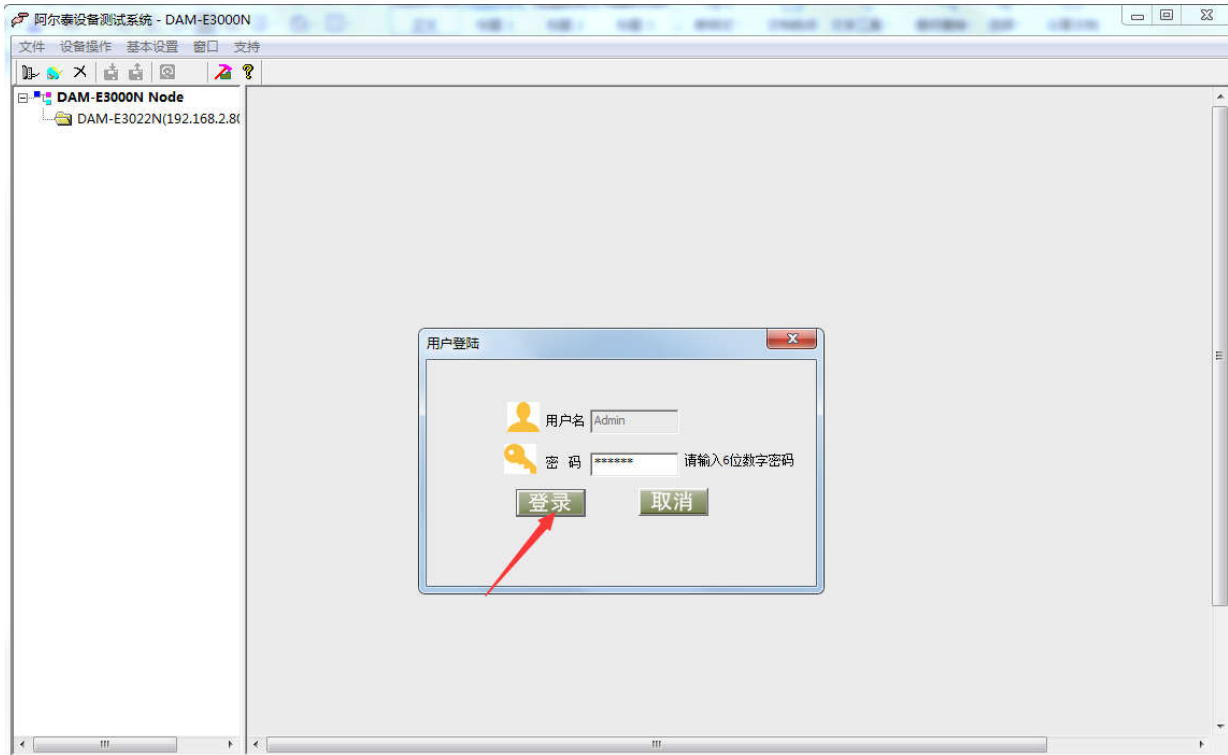 阿尔泰设备测试系统 - DAM-E3000N
文件 设备操作 基本设置 窗口 支持
DAM-E3000N Node
DAM-E3022N(192.168.2.80
用户登陆
用户名 Admin
密 码 ****** 请输入6位数字密码
登录 取消